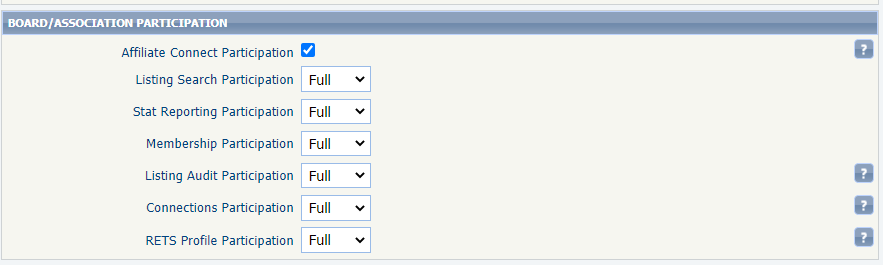 BOARD/ASSOCIATION PARTICIPATION
Affiliate Connect Participation ?
Listing Search Participation Full
Stat Reporting Participation Full
Membership Participation Full
Listing Audit Participation Full ?
Connections Participation Full ?
RETS Profile Participation Full ?